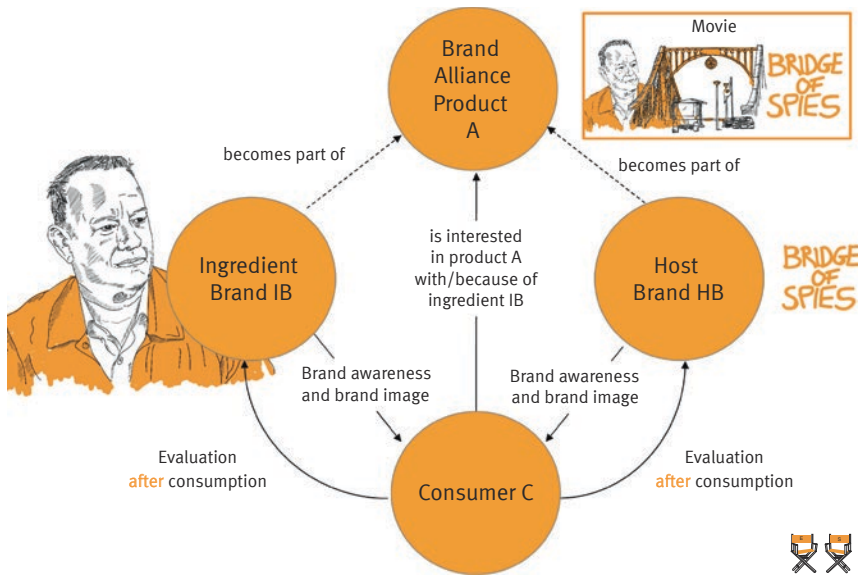 Movie
BRIDGE
OF
SPIES
Brand
Alliance
Product
A
becomes part of
becomes part of
is interested
in product A
with/because of
ingredient IB
Ingredient
Brand IB
Host
Brand HB
BRIDGE
OF
SPIES
Brand awareness
and brand image
Brand awareness
and brand image
Evaluation
after consumption
Consumer C
Evaluation
after consumption